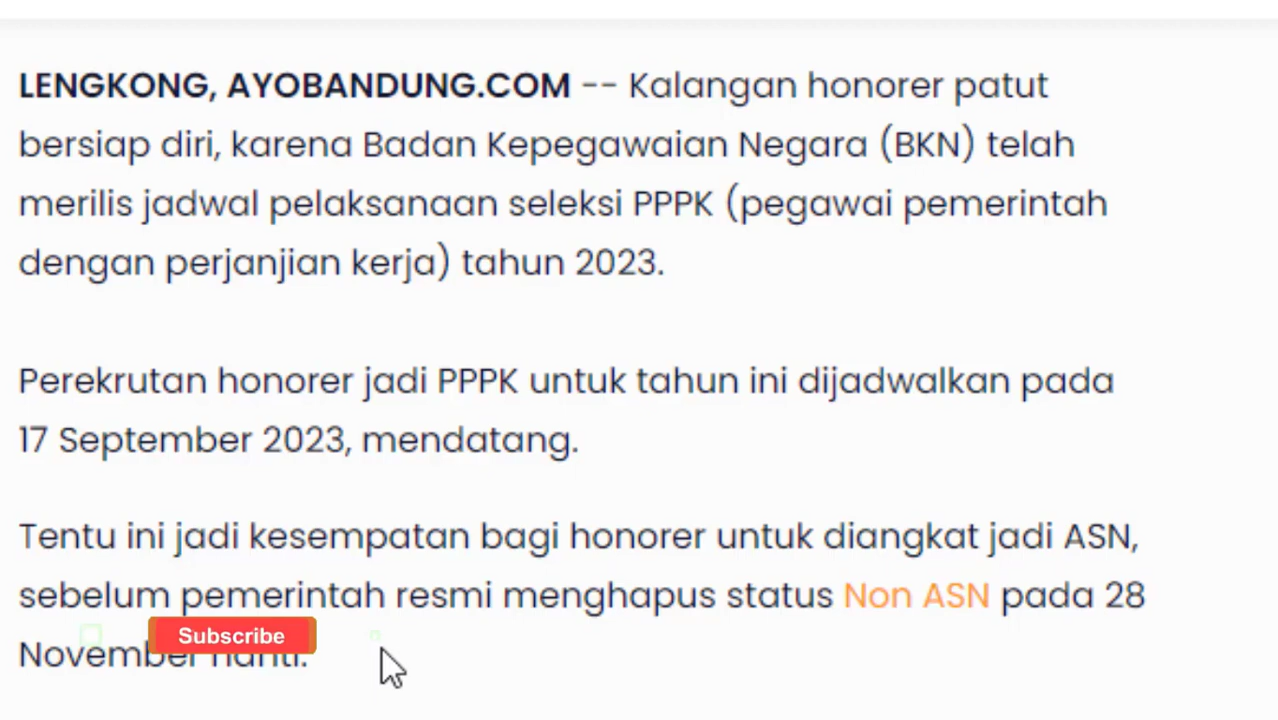 LENGKONG, AYOBANDUNG.COM -- Kalangan honorer patut
bersiap diri, karena Badan Kepegawaian Negara (BKN) telah
merilis jadwal pelaksanaan seleksi PPPK (pegawai pemerintah
dengan perjanjian kerja) tahun 2023.
Perekrutan honorer jadi PPPK untuk tahun ini dijadwalkan pada
17 September 2023, mendatang.
Tentu ini jadi kesempatan bagi honorer untuk diangkat jadi ASN,
sebelum pemerintah resmi menghapus status Non ASN pada 28
November nanti.
Subscribe